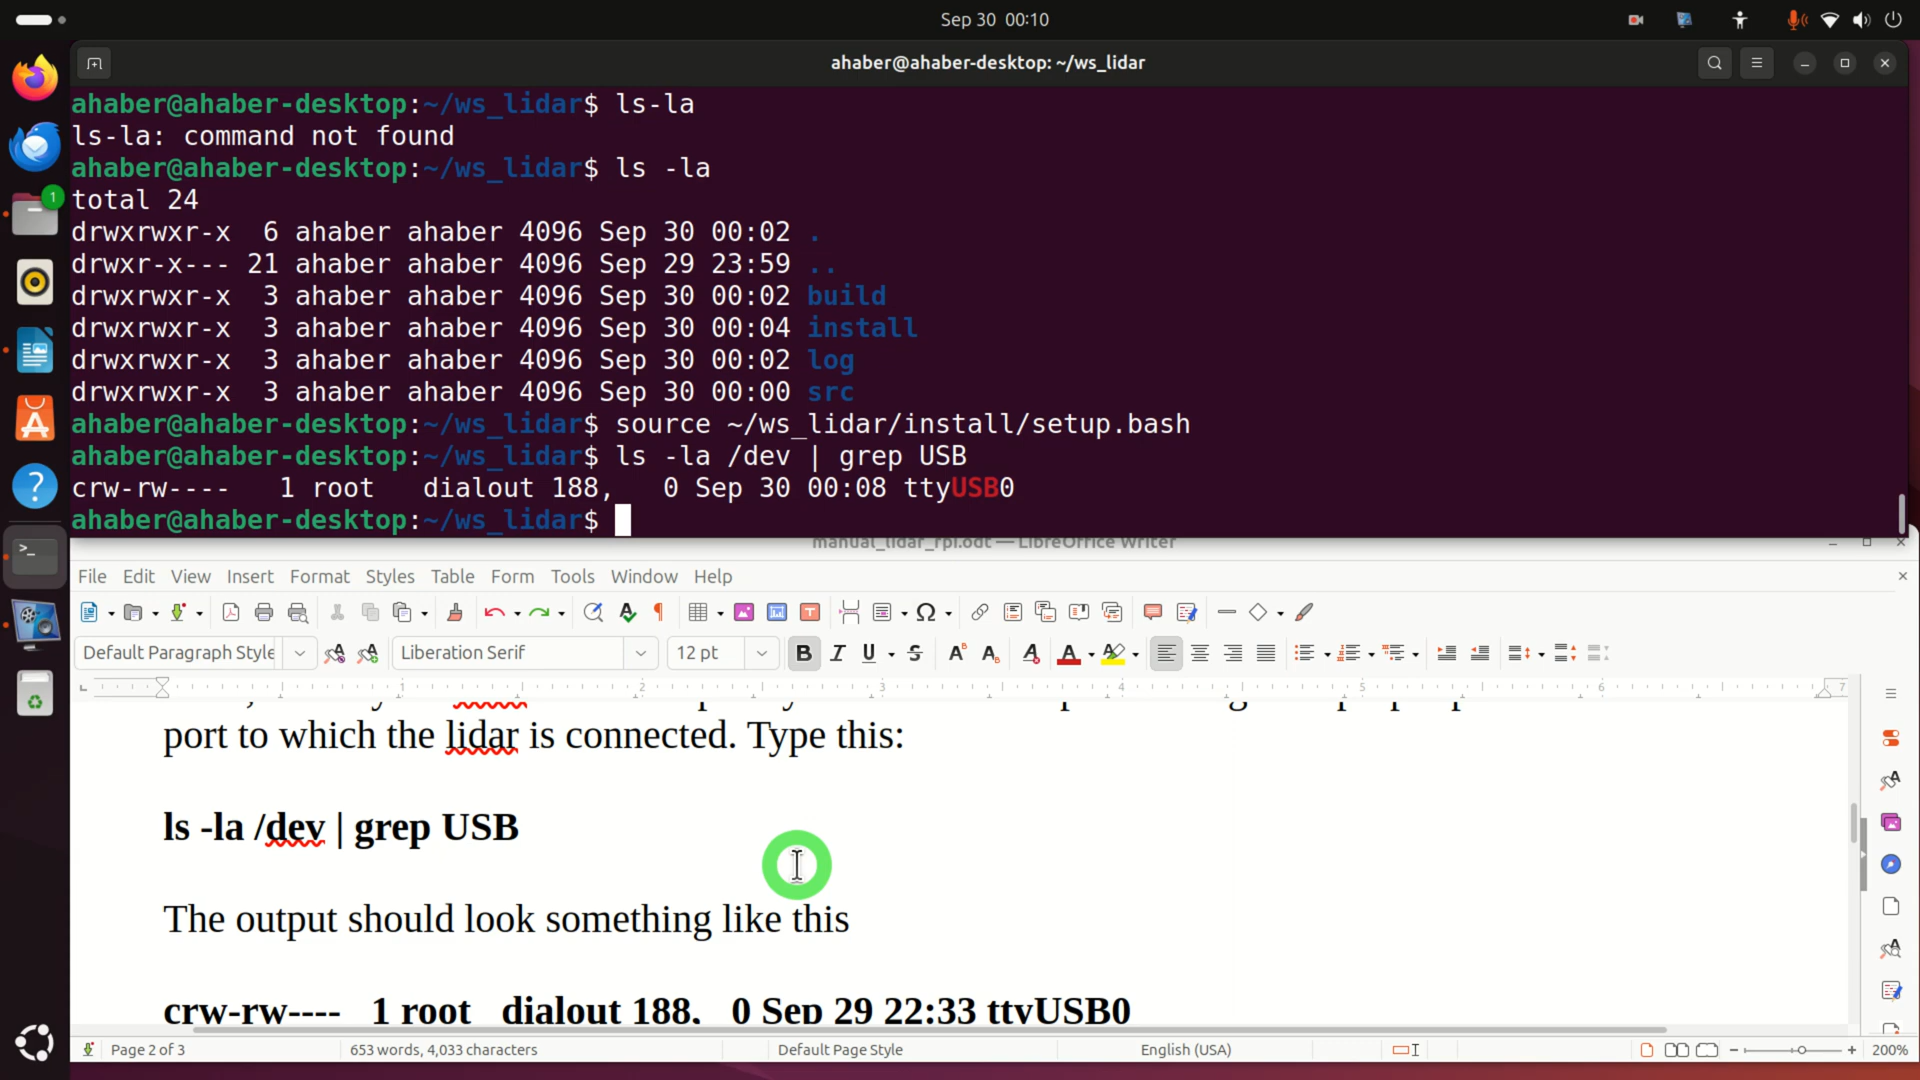 Sep 30 00:10
ahaber@ahaber-desktop: ~/ws_lidar
ahaber@ahaber-desktop:~/ws_lidar$ ls-la
ls-la: command not found
ahaber@ahaber-desktop:~/ws_lidar$ ls -la
total 24
drwxrwxr-x  6 ahaber ahaber 4096 Sep 30 00:02 .
drwxr-x--- 21 ahaber ahaber 4096 Sep 29 23:59 ..
drwxrwxr-x  3 ahaber ahaber 4096 Sep 30 00:02 build
drwxrwxr-x  3 ahaber ahaber 4096 Sep 30 00:04 install
drwxrwxr-x  3 ahaber ahaber 4096 Sep 30 00:02 log
drwxrwxr-x  3 ahaber ahaber 4096 Sep 30 00:00 src
ahaber@ahaber-desktop:~/ws_lidar$ source ~/ws_lidar/install/setup.bash
ahaber@ahaber-desktop:~/ws_lidar$ ls -la /dev | grep USB
crw-rw----   1 root   dialout 188,   0 Sep 30 00:08 ttyUSB0
ahaber@ahaber-desktop:~/ws_lidar$
manual_lidar_rpi.odt — LibreOffice Writer
File Edit View Insert Format Styles Table Form Tools Window Help
Default Paragraph Style Liberation Serif 12 pt
1 2 3 4 5 6 7
port to which the lidar is connected. Type this:
ls -la /dev | grep USB
The output should look something like this
crw-rw----   1 root   dialout 188,   0 Sep 29 22:33 ttyUSB0
Page 2 of 3 653 words, 4,033 characters Default Page Style English (USA) 200%